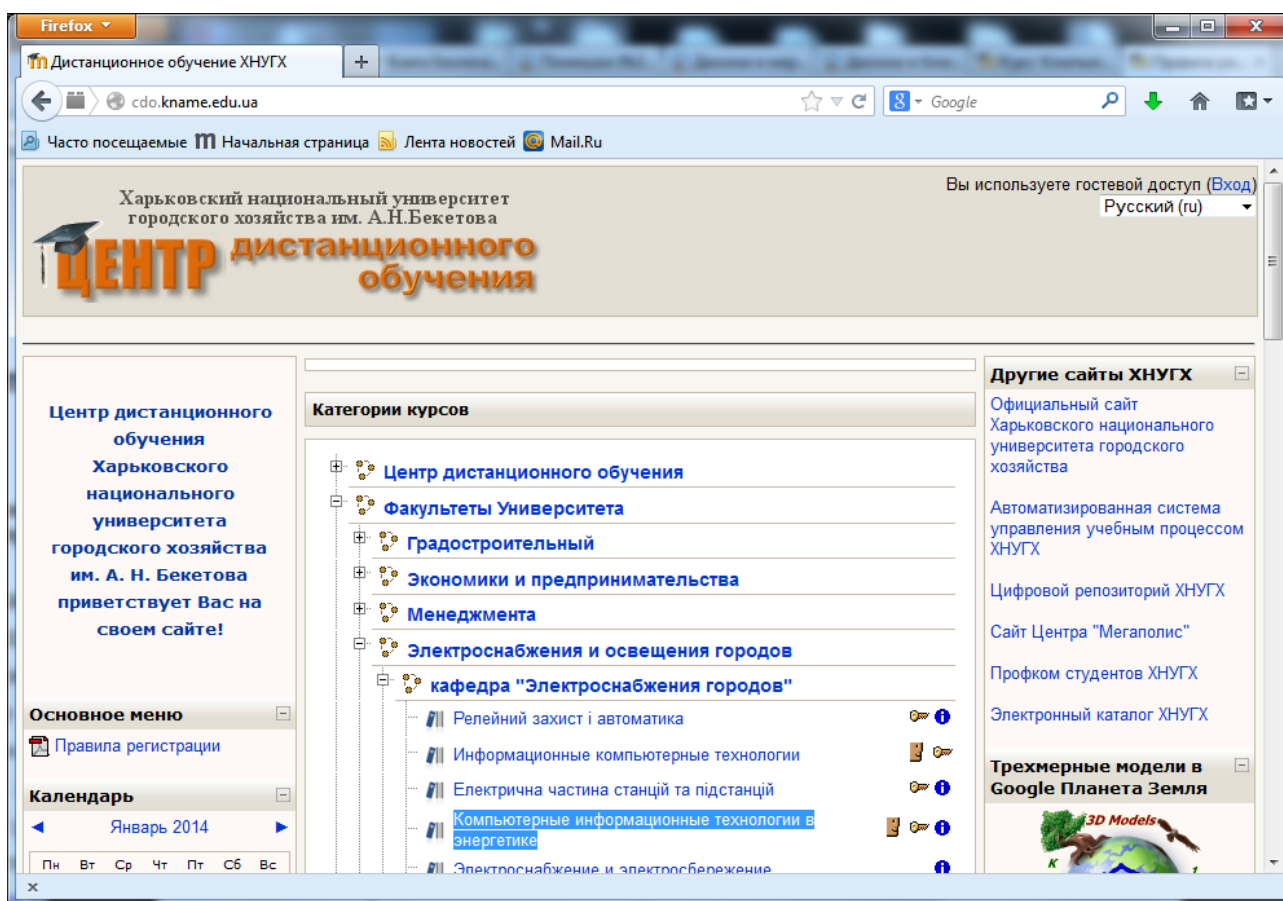 Firefox
Дистанционное обучение ХНУГХ
cdo.kname.edu.ua
Google
Часто посещаемые
Начальная страница
Лента новостей
Mail.Ru
Харьковский национальный университет
городского хозяйства им. А.Н.Бекетова
ЦЕНТР дистанционного
обучения
Вы используете гостевой доступ (Вход)
Русский (ru)
Центр дистанционного
обучения
Харьковского
национального
университета
городского хозяйства
им. А. Н. Бекетова
приветствует Вас на
своем сайте!
Основное меню
Правила регистрации
Календарь
Январь 2014
Пн Вт Ср Чт Пт Сб Вс
Категории курсов
Центр дистанционного обучения
Факультеты Университета
Градостроительный
Экономики и предпринимательства
Менеджмента
Электроснабжения и освещения городов
кафедра "Электроснабжения городов"
Релейний захист і автоматика
Информационные компьютерные технологии
Електрична частина станцій та підстанцій
Компьютерные информационные технологии в
энергетике
Электроснабжение и электросбережение
Другие сайты ХНУГХ
Официальный сайт
Харьковского национального
университета городского
хозяйства
Автоматизированная система
управления учебным процессом
ХНУГХ
Цифровой репозиторий ХНУГХ
Сайт Центра "Мегаполис"
Профком студентов ХНУГХ
Электронный каталог ХНУГХ
Трехмерные модели в
Google Планета Земля
3D Models